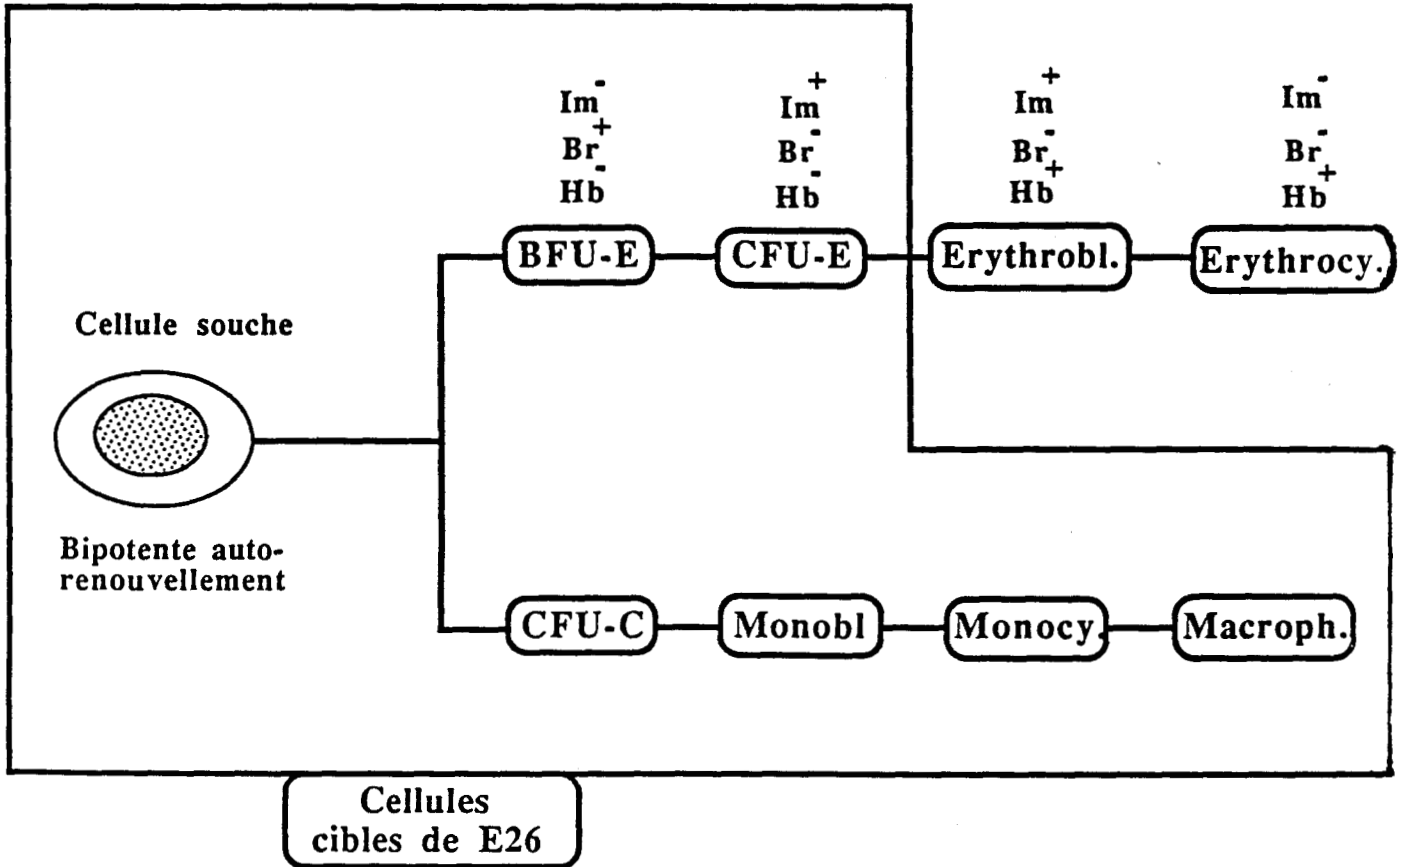 Im- Im+ Im+ Im-
Br+ Br- Br- Br-
Hb- Hb- Hb+ Hb+
BFU-E CFU-E Erythrobl. Erythrocy.
Cellule souche
Bipotente auto-
renouvellement
CFU-C Monobl Monocy. Macroph.
Cellules
cibles de E26